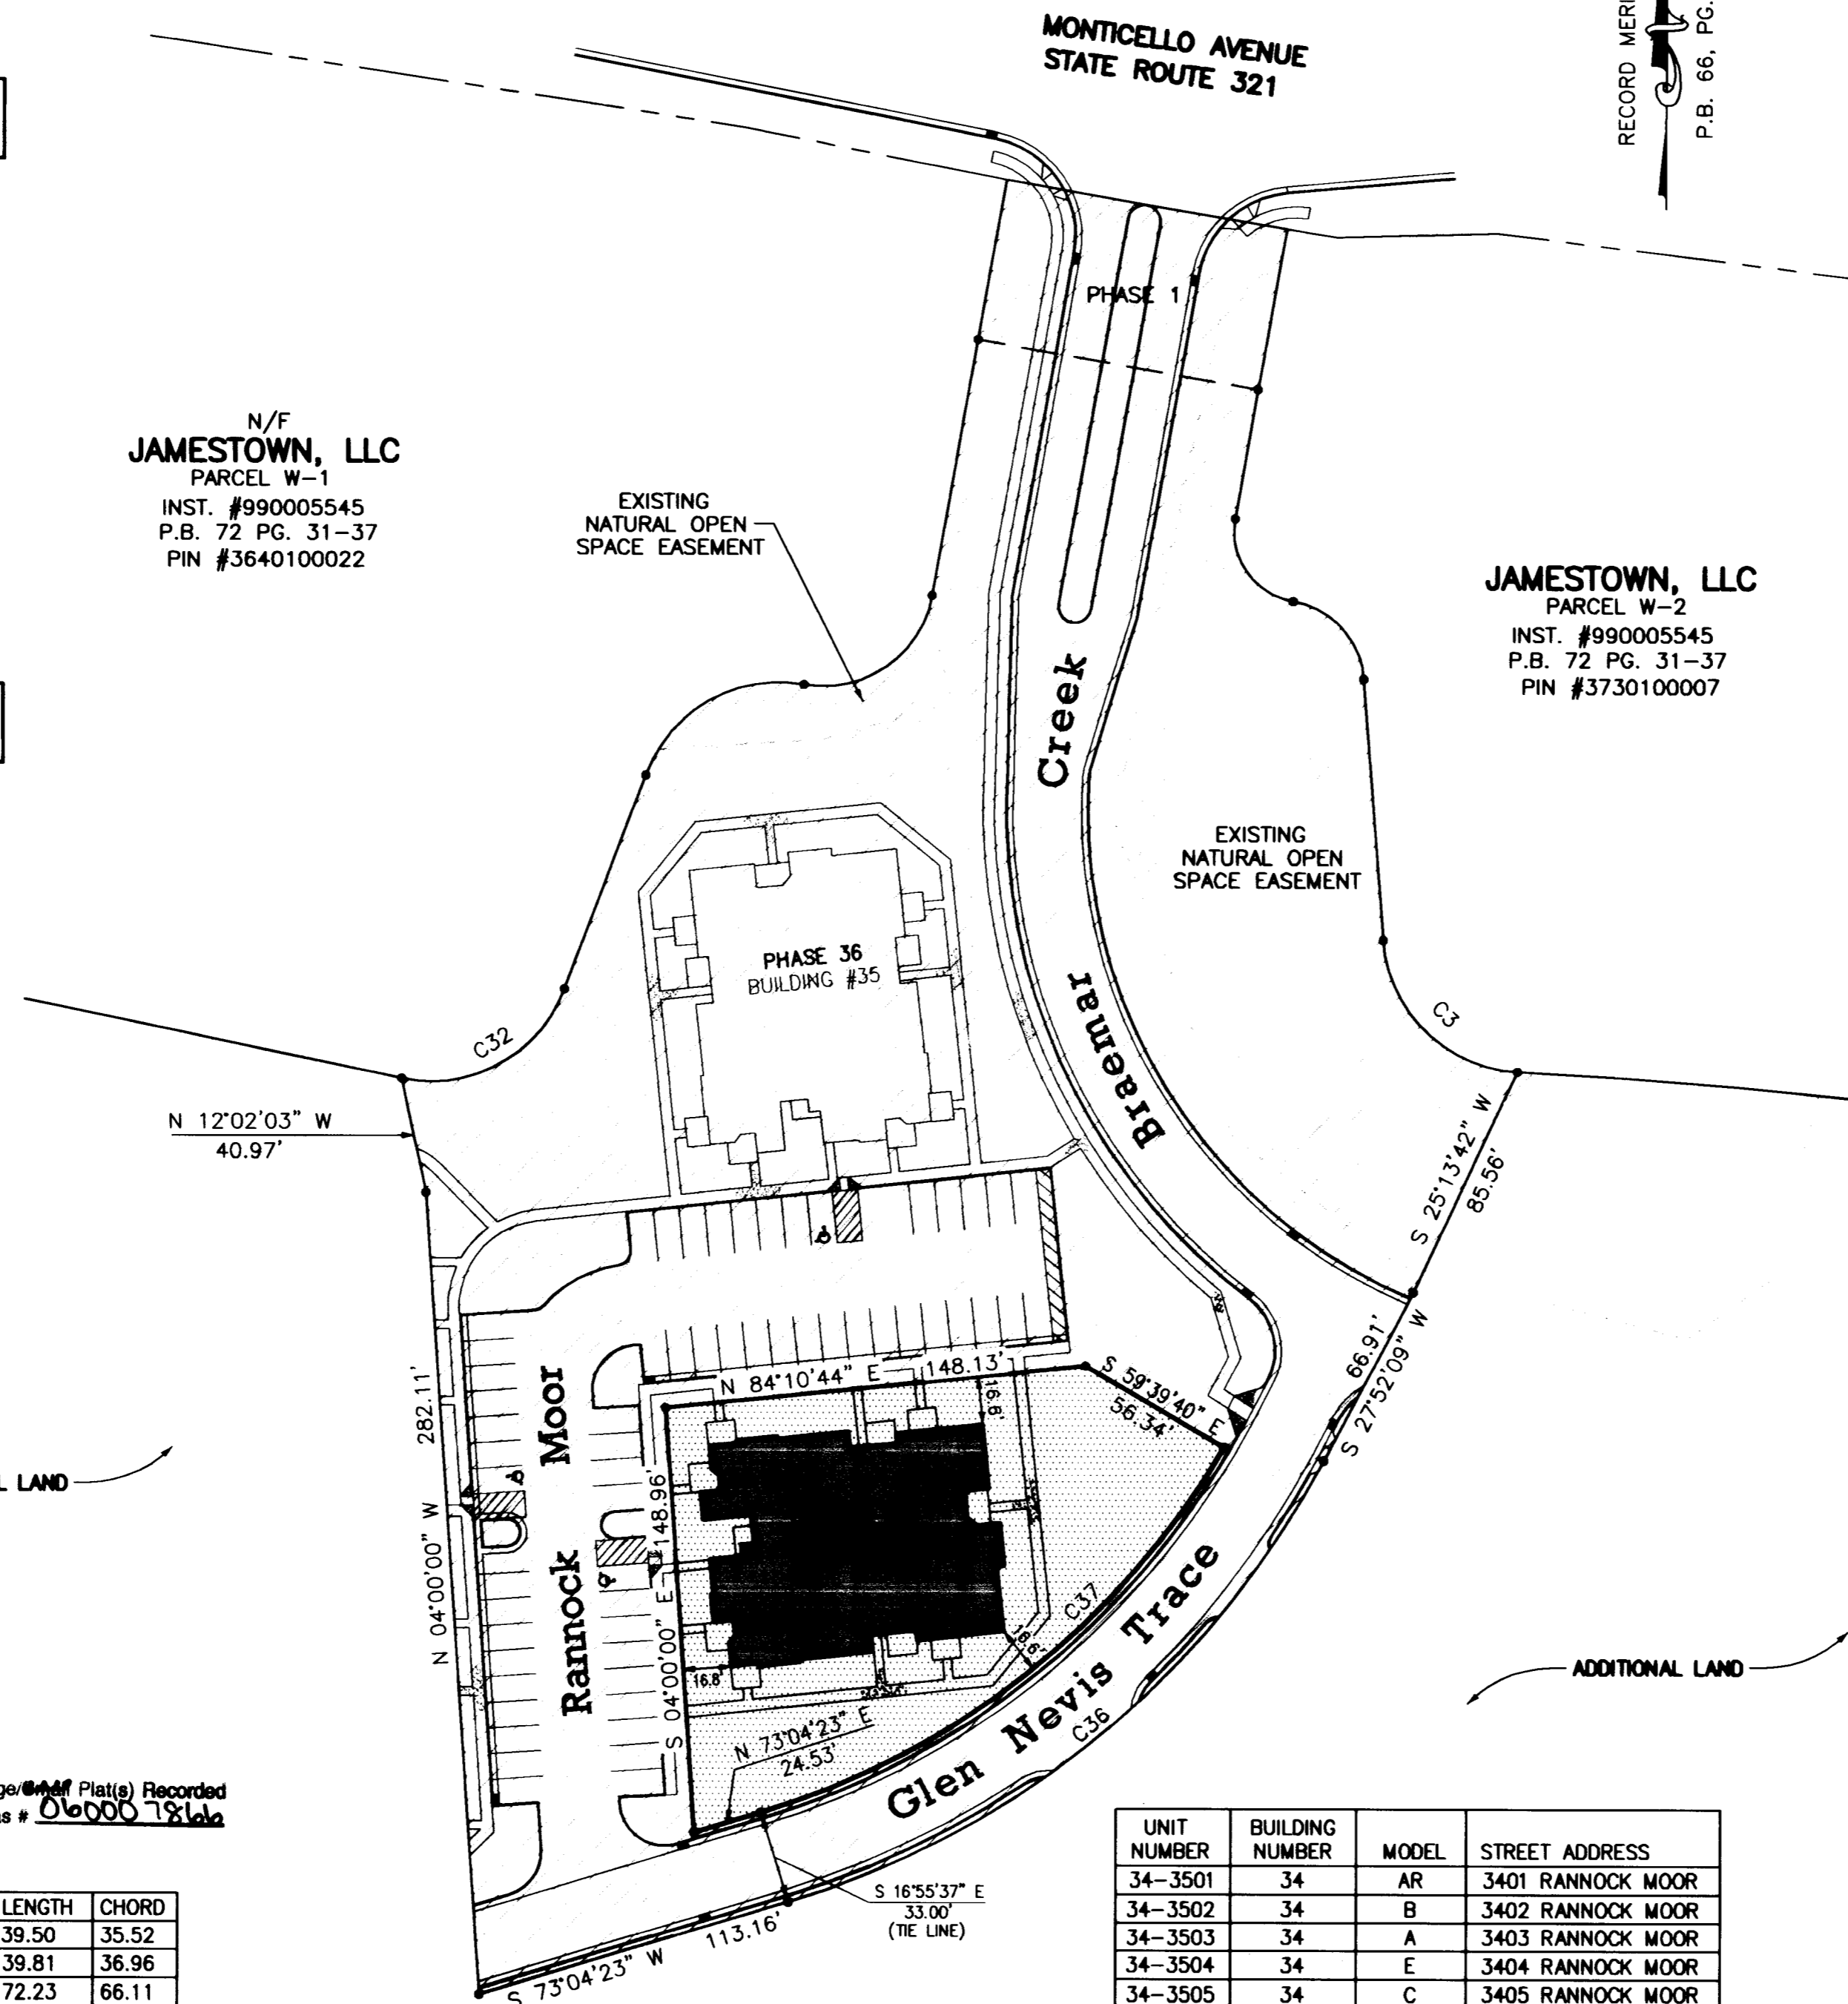 MONTICELLO AVENUE
STATE ROUTE 321
P.B. 66, PG.
PHASE 1
N/F
JAMESTOWN, LLC
PARCEL W-1
INST. #990005545
P.B. 72 PG. 31-37
PIN #3640100022
EXISTING
NATURAL OPEN
SPACE EASEMENT
JAMESTOWN, LLC
PARCEL W-2
INST. #990005545
P.B. 72 PG. 31-37
PIN #3730100007
Braemar Creek
EXISTING
NATURAL OPEN
SPACE EASEMENT
PHASE 36
BUILDING #35
C32
C3
N 12°02'03" W
40.97'
S 25°13'42" W
85.56'
66.91'
S 27°52'09" W
N 84°10'44" E 148.13'
S 59°39'40" E
56.34'
16.6'
N 04°00'00" W 282.11'
LAND
Rannock Moor
S 04°00'00" E 148.96'
16.8'
16.6'
C37
N 73°04'23" E
24.53'
Glen Nevis Trace
C36
ADDITIONAL LAND
Plat(s) Recorded
as # 060007866
S 16°55'37" E
33.00'
(TIE LINE)
S 73°04'23" W 113.16'
LENGTH CHORD
39.50 35.52
39.81 36.96
72.23 66.11
UNIT NUMBER BUILDING NUMBER MODEL STREET ADDRESS
34-3501 34 AR 3401 RANNOCK MOOR
34-3502 34 B 3402 RANNOCK MOOR
34-3503 34 A 3403 RANNOCK MOOR
34-3504 34 E 3404 RANNOCK MOOR
34-3505 34 C 3405 RANNOCK MOOR